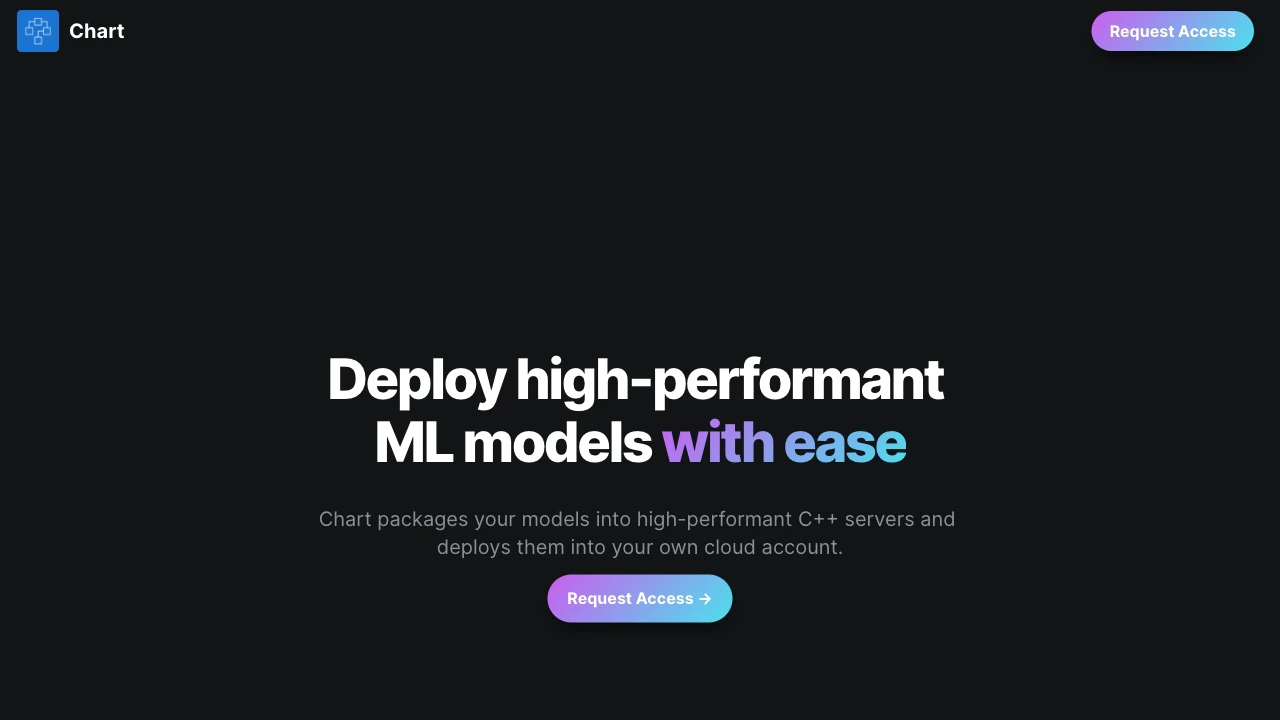 Chart
Request Access
Deploy high-performant
ML models with ease
Chart packages your models into high-performant C++ servers and
deploys them into your own cloud account.
Request Access →